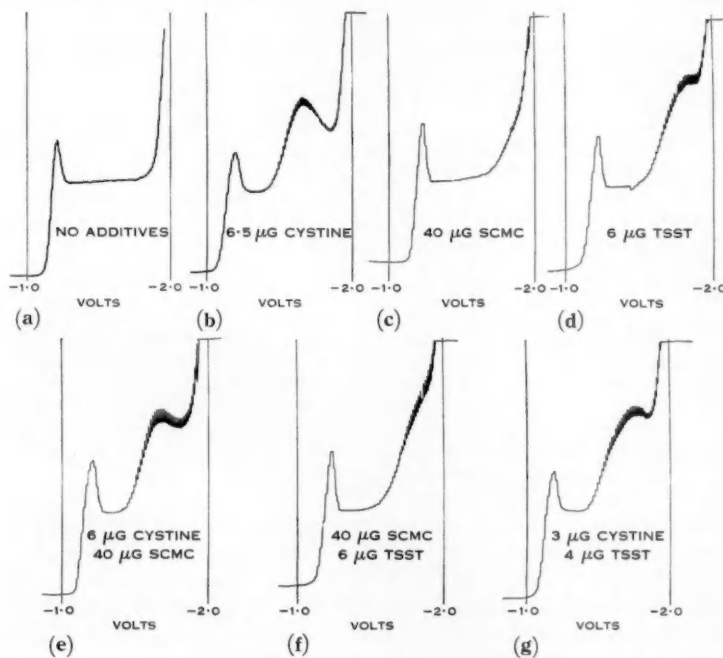 NO ADDITIVES
-1·0
-2·0
VOLTS
(a)
6·5 μG CYSTINE
-1·0
-2·0
VOLTS
(b)
40 μG SCMC
-1·0
-2·0
VOLTS
(c)
6 μG TSST
-1·0
-2·0
VOLTS
(d)
6 μG CYSTINE
40 μG SCMC
-1·0
-2·0
VOLTS
(e)
40 μG SCMC
6 μG TSST
-1·0
-2·0
VOLTS
(f)
3 μG CYSTINE
4 μG TSST
-1·0
-2·0
VOLTS
(g)